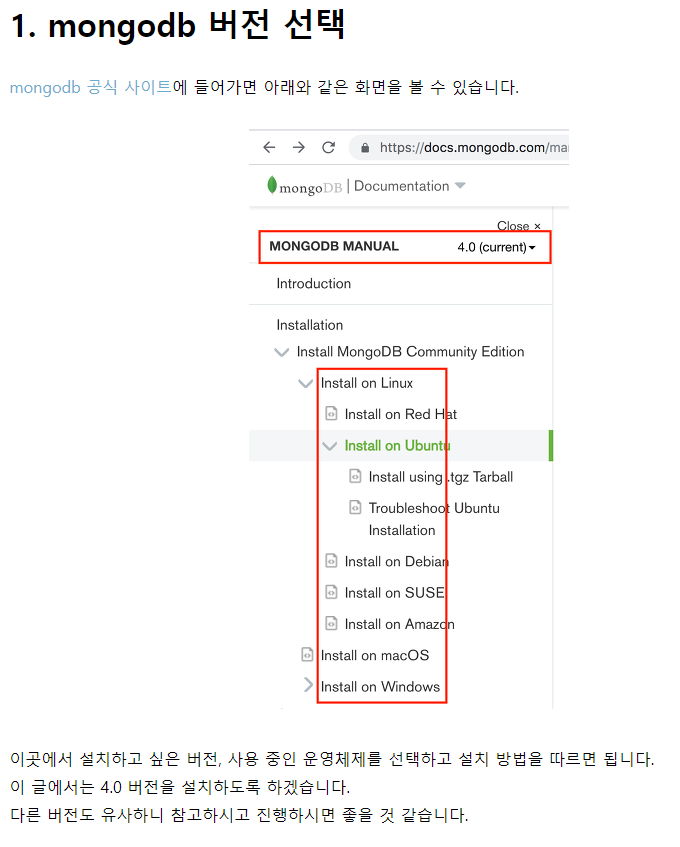 1. mongodb 버전 선택
mongodb 공식 사이트에 들어가면 아래와 같은 화면을 볼 수 있습니다.
https://docs.mongodb.com/ma
mongoDB | Documentation
Close ×
MONGODB MANUAL 4.0 (current)
Introduction
Installation
Install MongoDB Community Edition
Install on Linux
Install on Red Hat
Install on Ubuntu
Install using .tgz Tarball
Troubleshoot Ubuntu
Installation
Install on Debian
Install on SUSE
Install on Amazon
Install on macOS
Install on Windows
이곳에서 설치하고 싶은 버전, 사용 중인 운영체제를 선택하고 설치 방법을 따르면 됩니다.
이 글에서는 4.0 버전을 설치하도록 하겠습니다.
다른 버전도 유사하니 참고하시고 진행하시면 좋을 것 같습니다.